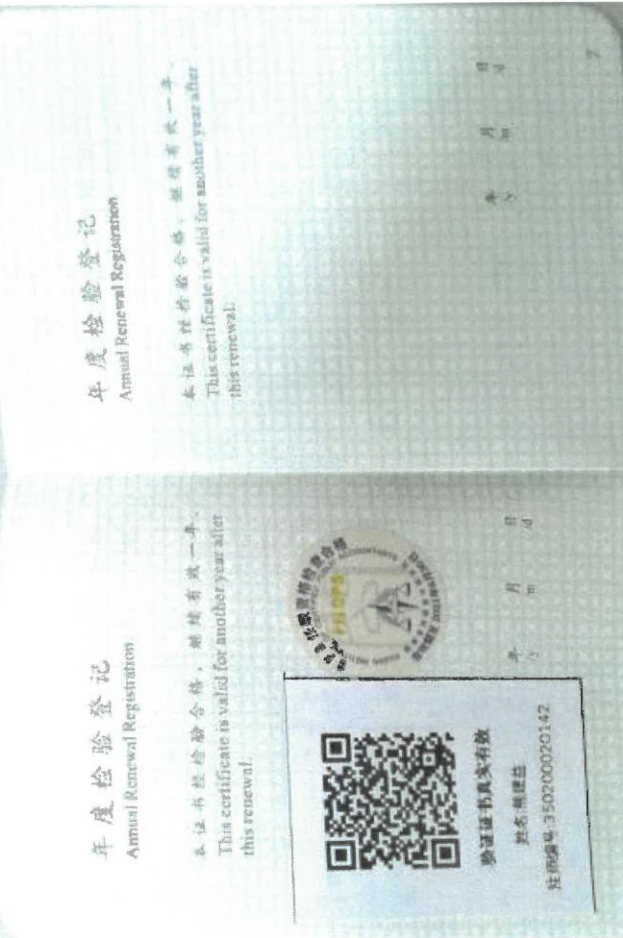 年度检验登记
Annual Renewal Registration
本证书经检验合格，继续有效一年。
This certificate is valid for another year after
this renewal.
验证证书真实有效
姓名:熊建益
注师编号:350200020142
年 月 日
/y /m /d
年度检验登记
Annual Renewal Registration
本证书经检验合格，继续有效一年。
This certificate is valid for another year after
this renewal.
年 月 日
/y /m /d
7